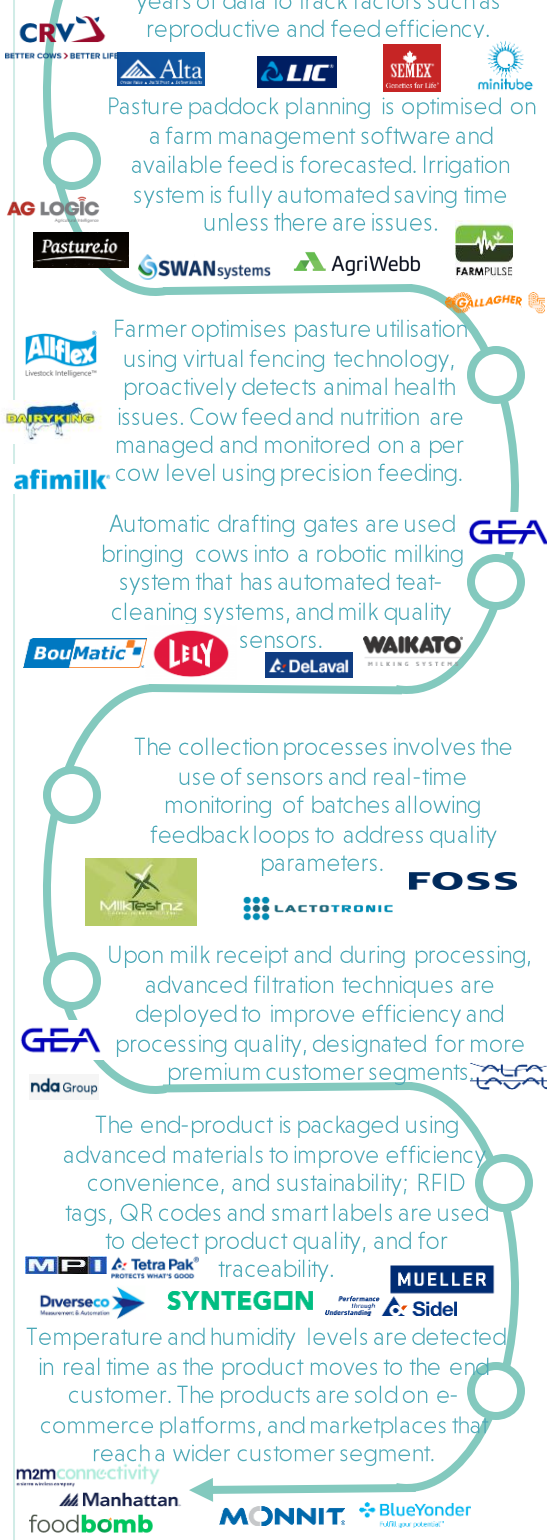 years of data to track factors such as
reproductive and feed efficiency.
CRV
BETTER COWS > BETTER LIFE
Alta
LIC
SEMEX
Genetics for Life
minitube
Pasture paddock planning is optimised on
a farm management software and
available feed is forecasted. Irrigation
system is fully automated saving time
unless there are issues.
AG LOGIC
Pasture.io
SWANsystems
AgriWebb
FARMPULSE
GALLAGHER
Farmer optimises pasture utilisation
using virtual fencing technology,
proactively detects animal health
issues. Cow feed and nutrition are
managed and monitored on a per
cow level using precision feeding.
Allflex
Livestock Intelligence™
DAIRYKING
afimilk®
Automatic drafting gates are used
bringing cows into a robotic milking
system that has automated teat-
cleaning systems, and milk quality
sensors.
GEA
BouMatic
LELY
DeLaval
WAIKATO
MILKING SYSTEMS
The collection processes involves the
use of sensors and real-time
monitoring of batches allowing
feedback loops to address quality
parameters.
MilkTestnz
LACTOTRONIC
FOSS
Upon milk receipt and during processing,
advanced filtration techniques are
deployed to improve efficiency and
processing quality, designated for more
premium customer segments.
GEA
nda Group
ALFA
LAVAL
The end-product is packaged using
advanced materials to improve efficiency
convenience, and sustainability; RFID
tags, QR codes and smart labels are used
to detect product quality, and for
traceability.
MPI
Tetra Pak®
PROTECTS WHAT'S GOOD
MUELLER
Diverseco
Measurement & Automation
SYNTEGON
Performance
through
Understanding
Sidel
Temperature and humidity levels are detected
in real time as the product moves to the end
customer. The products are sold on e-
commerce platforms, and marketplaces that
reach a wider customer segment.
m2mconnectivity
Manhattan
foodbomb
MONNIT®
BlueYonder
Fulfill your potential™